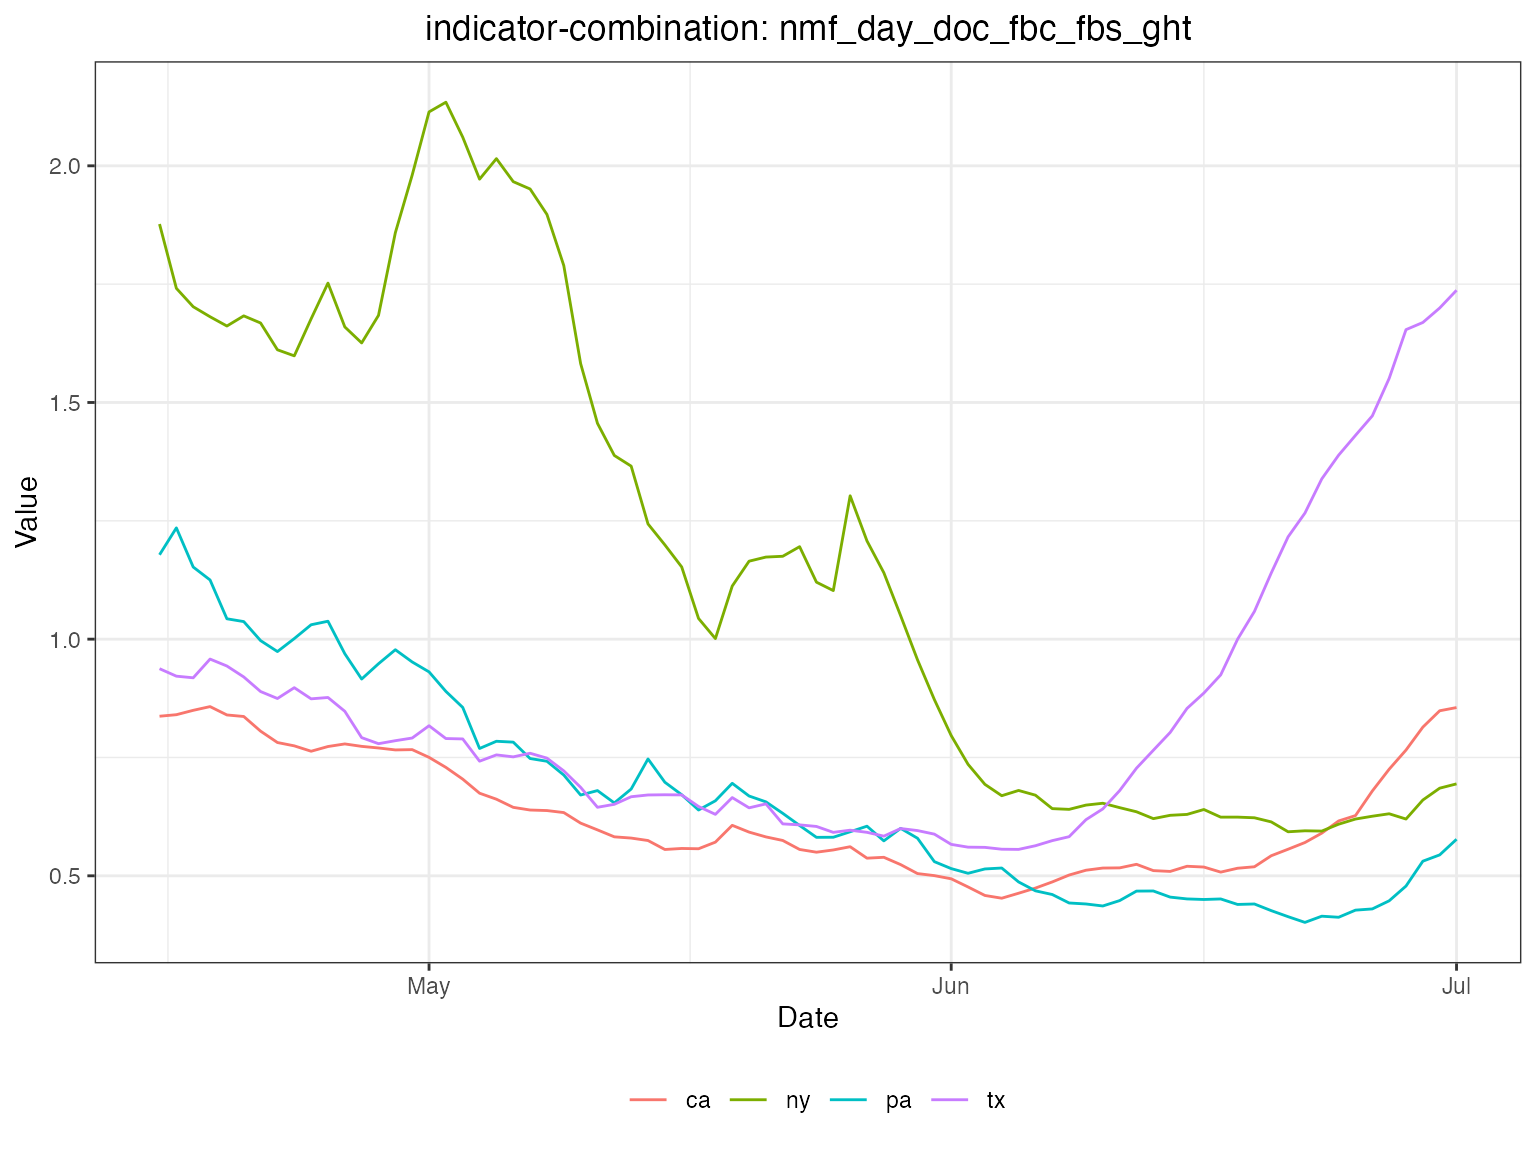 indicator-combination: nmf_day_doc_fbc_fbs_ght
Value
2.0
1.5
1.0
0.5
May Jun Jul
Date
ca ny pa tx